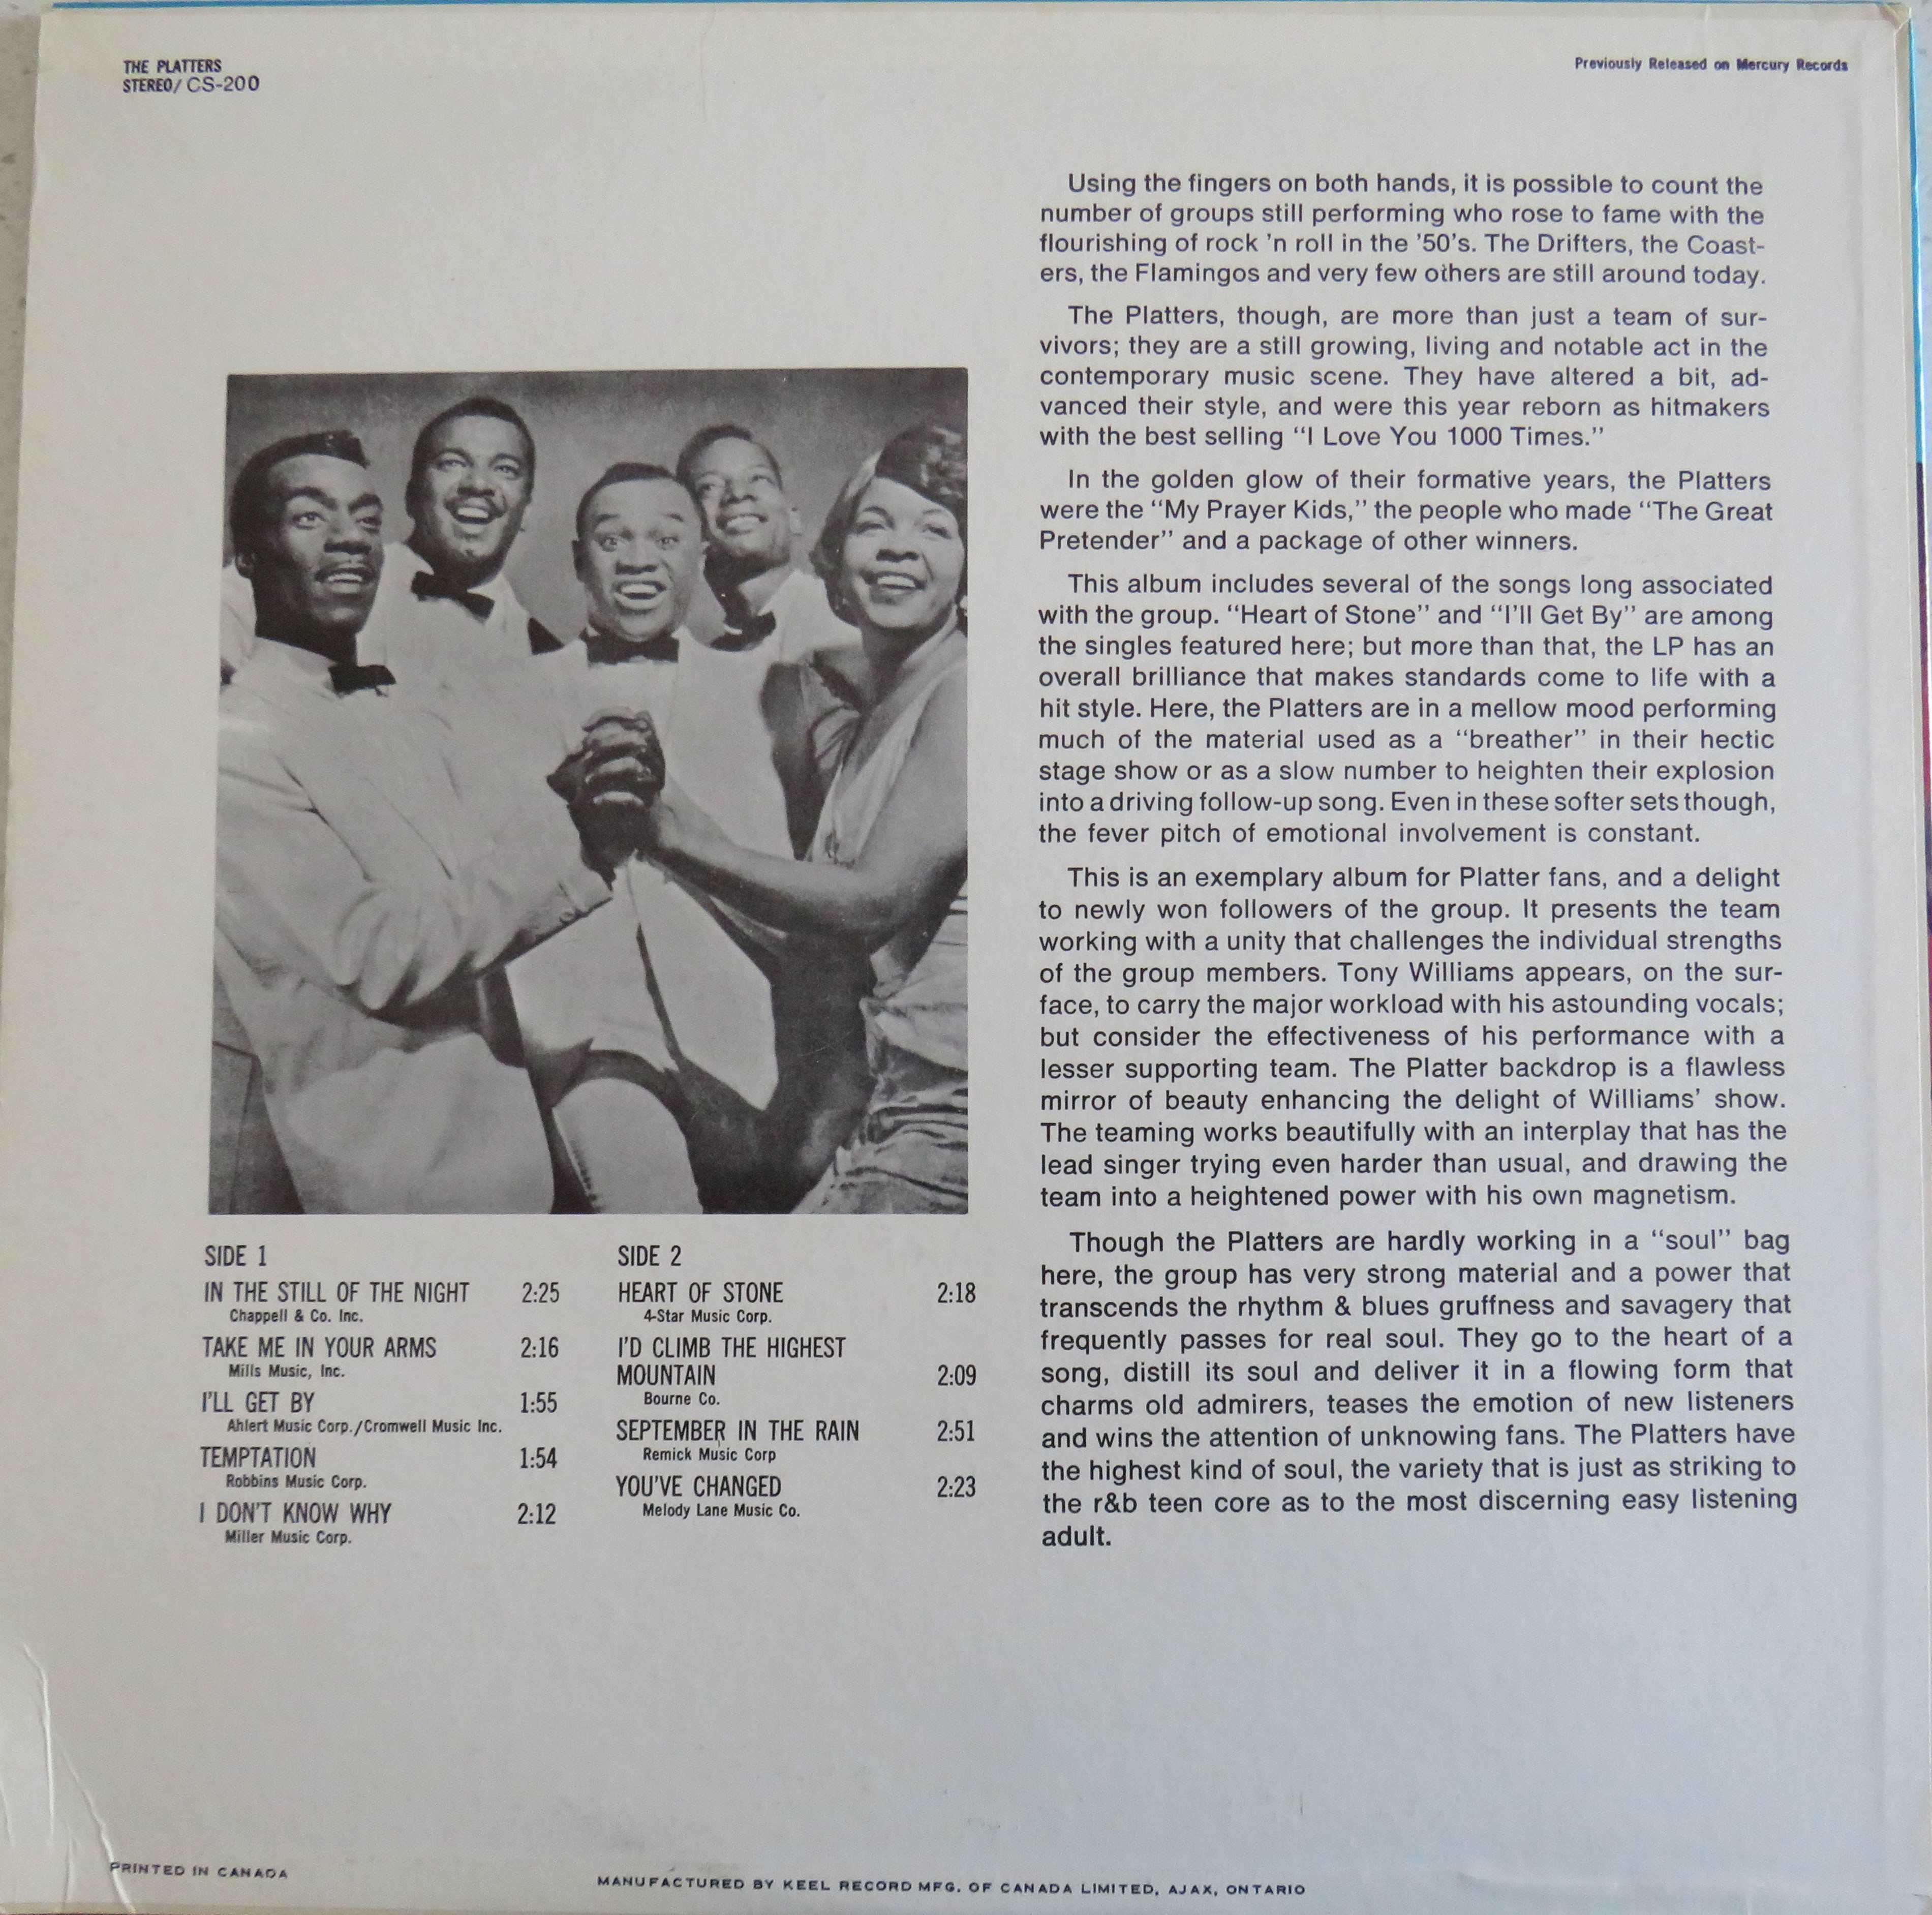 THE PLATTERS
STEREO/ CS-200
Previously Released on Mercury Records
Using the fingers on both hands, it is possible to count the
number of groups still performing who rose to fame with the
flourishing of rock 'n roll in the '50's. The Drifters, the Coast-
ers, the Flamingos and very few others are still around today.
The Platters, though, are more than just a team of sur-
vivors; they are a still growing, living and notable act in the
contemporary music scene. They have altered a bit, ad-
vanced their style, and were this year reborn as hitmakers
with the best selling “I Love You 1000 Times.”
In the golden glow of their formative years, the Platters
were the “My Prayer Kids,” the people who made “The Great
Pretender” and a package of other winners.
This album includes several of the songs long associated
with the group. “Heart of Stone” and “I'll Get By” are among
the singles featured here; but more than that, the LP has an
overall brilliance that makes standards come to life with a
hit style. Here, the Platters are in a mellow mood performing
much of the material used as a “breather” in their hectic
stage show or as a slow number to heighten their explosion
into a driving follow-up song. Even in these softer sets though,
the fever pitch of emotional involvement is constant.
This is an exemplary album for Platter fans, and a delight
to newly won followers of the group. It presents the team
working with a unity that challenges the individual strengths
of the group members. Tony Williams appears, on the sur-
face, to carry the major workload with his astounding vocals;
but consider the effectiveness of his performance with a
lesser supporting team. The Platter backdrop is a flawless
mirror of beauty enhancing the delight of Williams' show.
The teaming works beautifully with an interplay that has the
lead singer trying even harder than usual, and drawing the
team into a heightened power with his own magnetism.
Though the Platters are hardly working in a “soul” bag
here, the group has very strong material and a power that
transcends the rhythm & blues gruffness and savagery that
frequently passes for real soul. They go to the heart of a
song, distill its soul and deliver it in a flowing form that
charms old admirers, teases the emotion of new listeners
and wins the attention of unknowing fans. The Platters have
the highest kind of soul, the variety that is just as striking to
the r&b teen core as to the most discerning easy listening
adult.
SIDE 1
IN THE STILL OF THE NIGHT 2:25
Chappell & Co. Inc.
TAKE ME IN YOUR ARMS 2:16
Mills Music, Inc.
I'LL GET BY 1:55
Ahlert Music Corp./Cromwell Music Inc.
TEMPTATION 1:54
Robbins Music Corp.
I DON'T KNOW WHY 2:12
Miller Music Corp.
SIDE 2
HEART OF STONE 2:18
4-Star Music Corp.
I'D CLIMB THE HIGHEST
MOUNTAIN 2:09
Bourne Co.
SEPTEMBER IN THE RAIN 2:51
Remick Music Corp
YOU'VE CHANGED 2:23
Melody Lane Music Co.
PRINTED IN CANADA
MANUFACTURED BY KEEL RECORD MFG. OF CANADA LIMITED, AJAX, ONTARIO